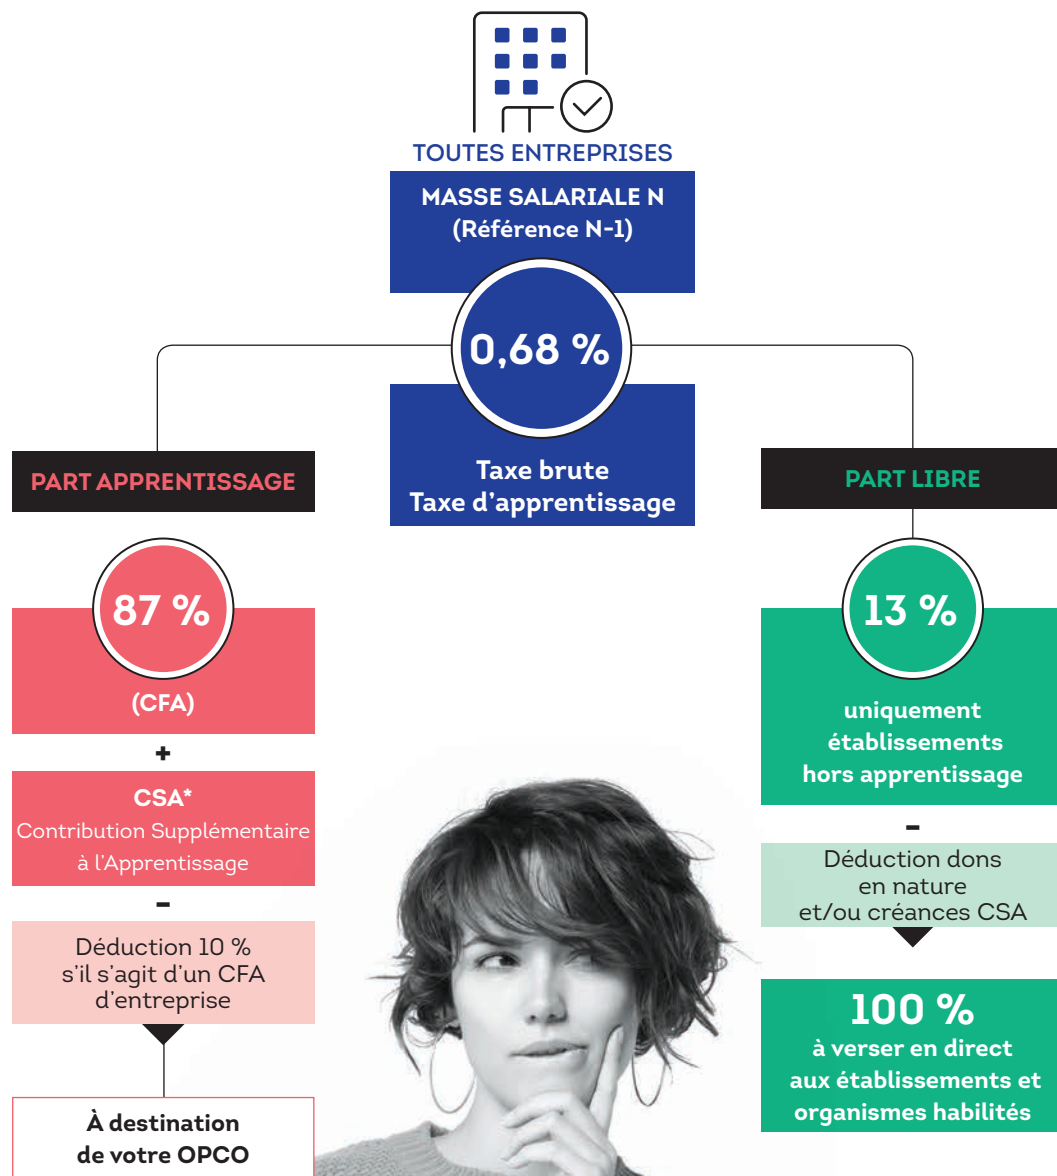 TOUTES ENTREPRISES
MASSE SALARIALE N
(Référence N-1)
0,68 %
Taxe brute
Taxe d'apprentissage
PART APPRENTISSAGE
87 %
(CFA)
+
CSA*
Contribution Supplémentaire
à l'Apprentissage
-
Déduction 10 %
s'il s'agit d'un CFA
d'entreprise
À destination
de votre OPCO
PART LIBRE
13 %
uniquement
établissements
hors apprentissage
-
Déduction dons
en nature
et/ou créances CSA
100 %
à verser en direct
aux établissements et
organismes habilités